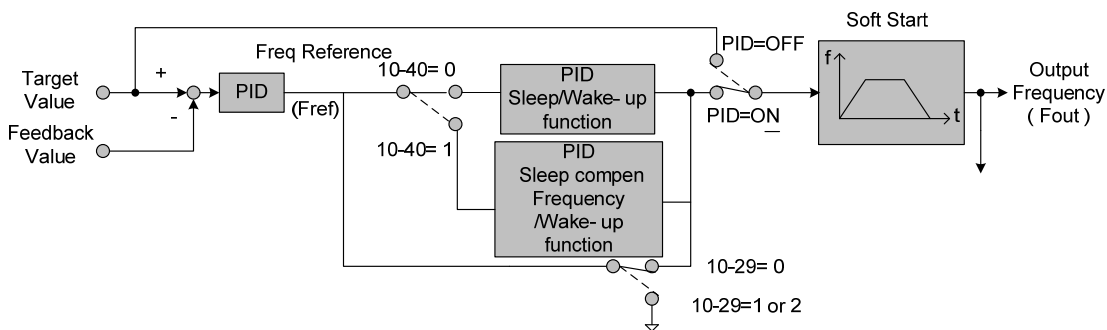 Soft Start
PID=OFF
Freq Reference
10-40= 0
Target
Value
+
-
PID
(Fref)
PID
Sleep/Wake- up
function
PID=ON
f
t
Output
Frequency
( Fout )
Feedback
Value
10-40= 1
PID
Sleep compen
Frequency
/Wake- up
function
10-29= 0
10-29=1 or 2